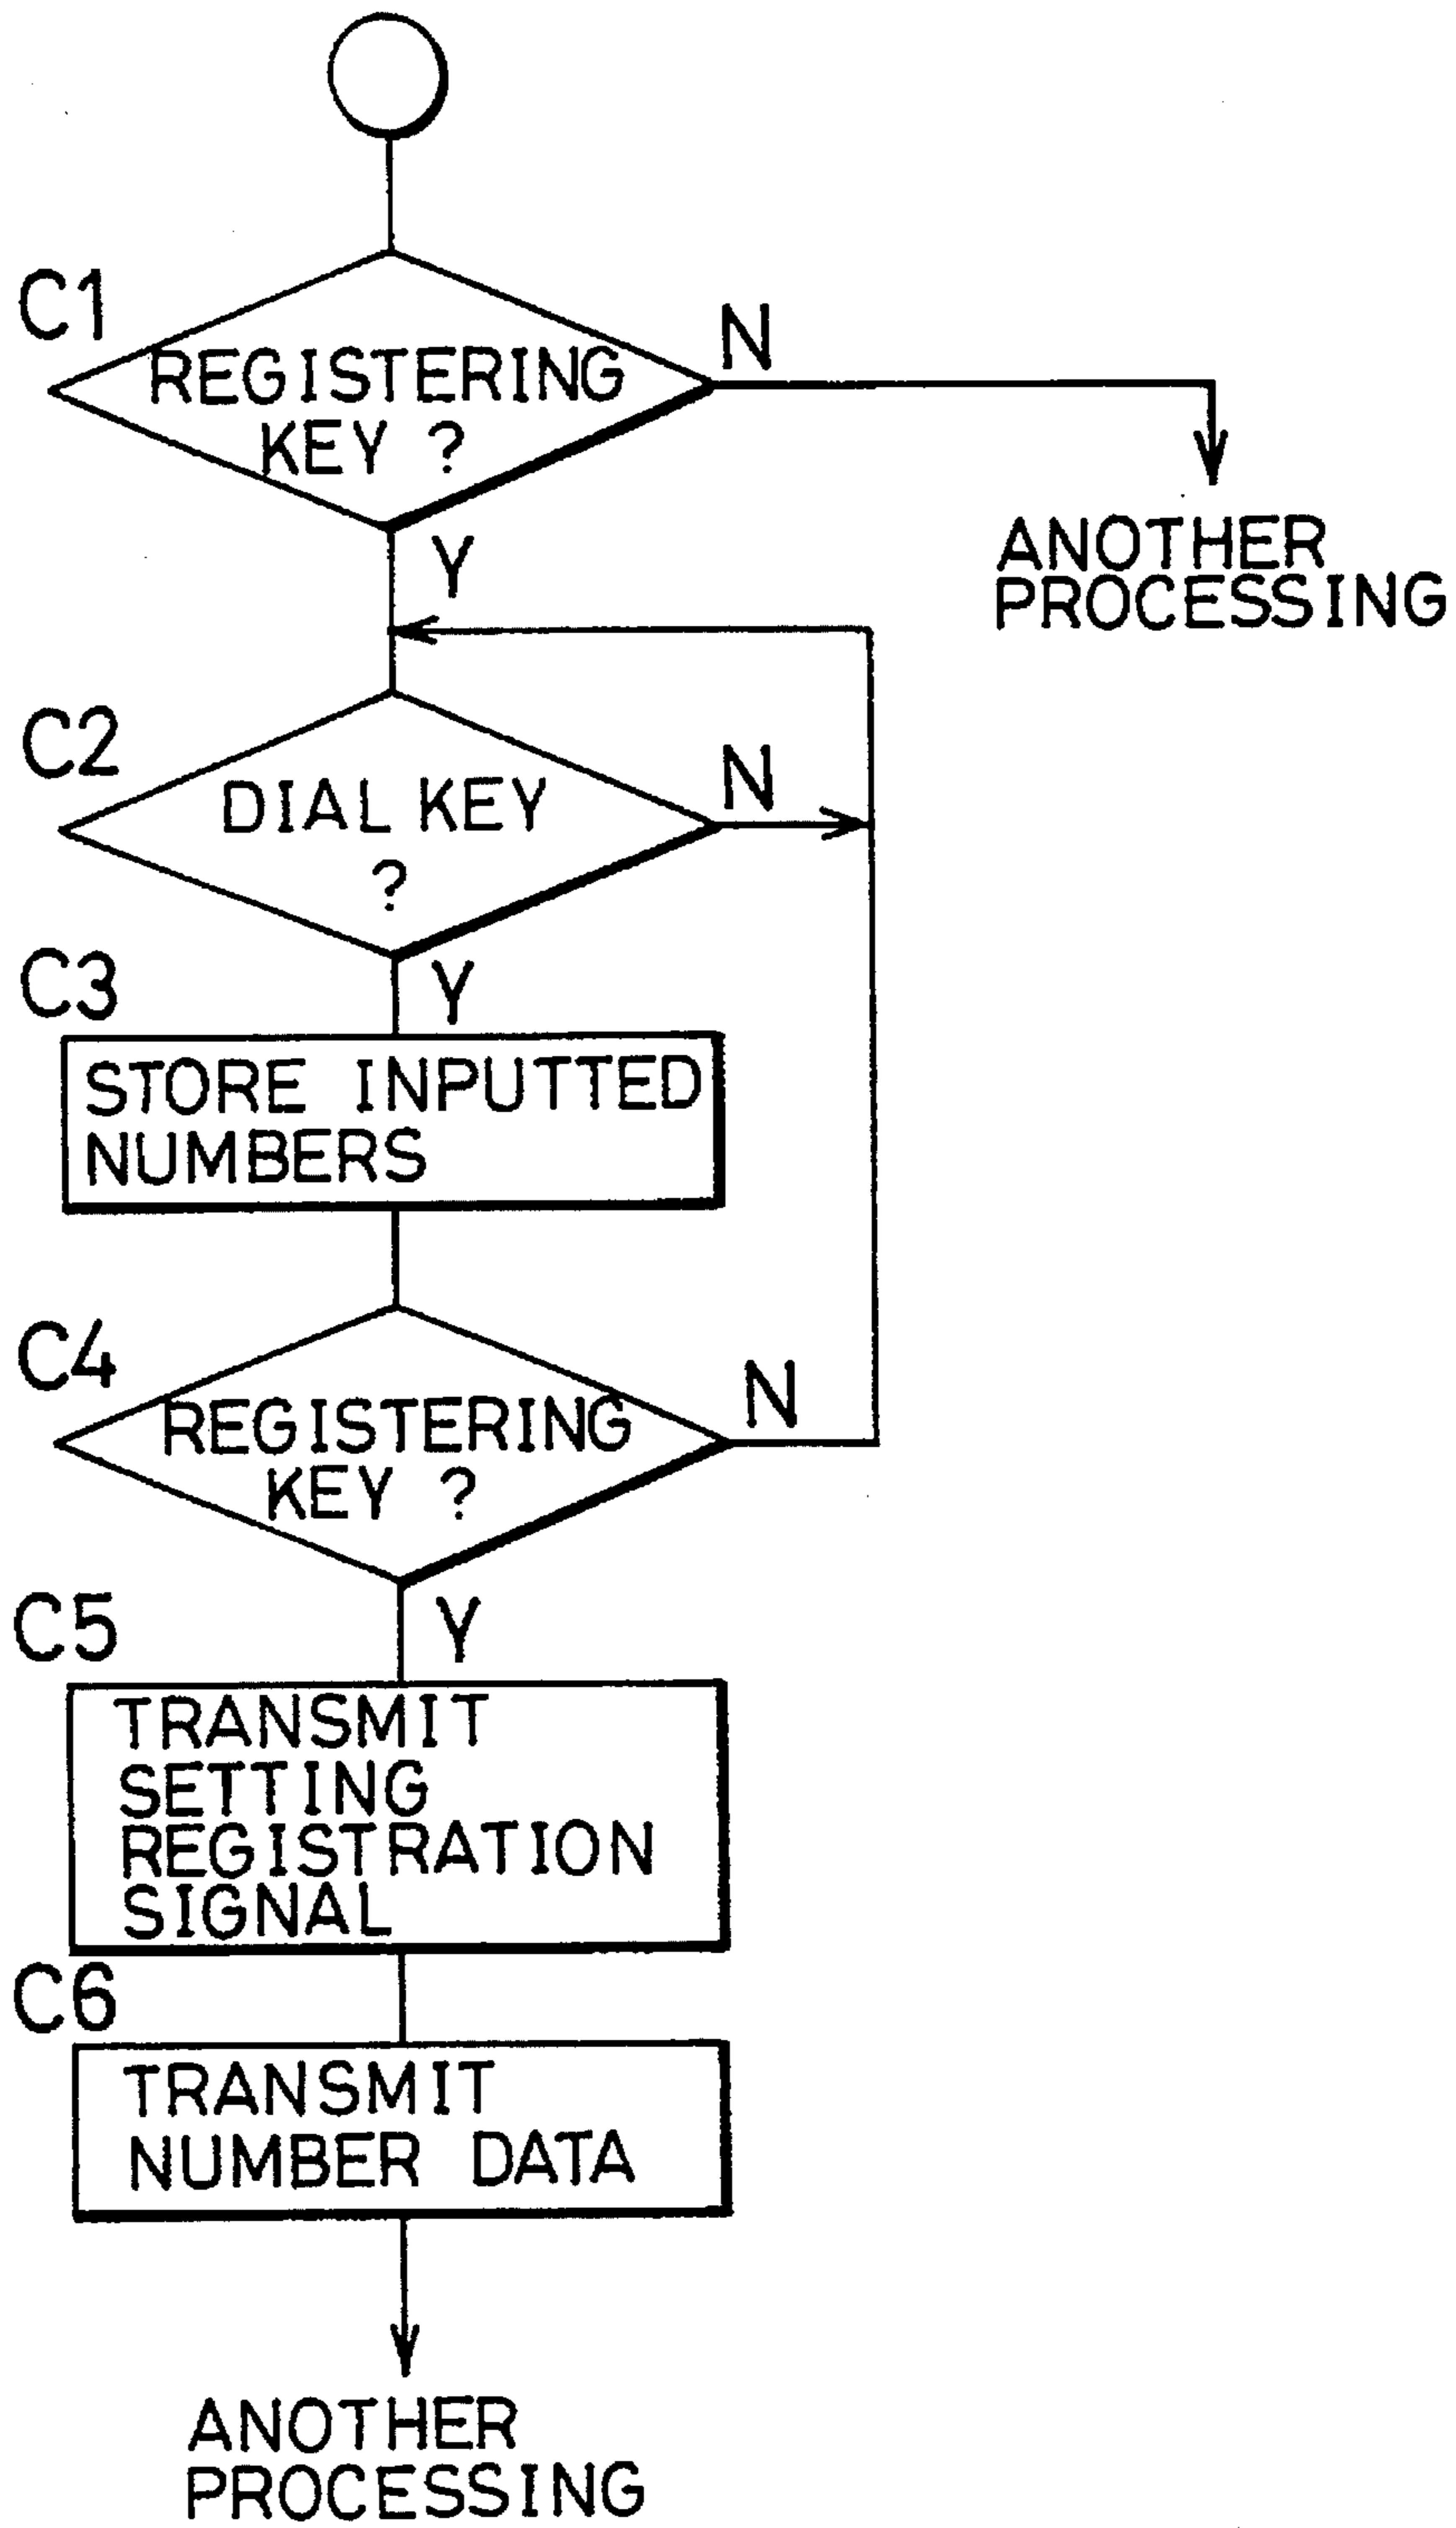 C1
REGISTERING
KEY ?
N
Y
ANOTHER
PROCESSING
C2
DIAL KEY
?
N
Y
C3
STORE INPUTTED
NUMBERS
C4
REGISTERING
KEY ?
N
Y
C5
TRANSMIT
SETTING
REGISTRATION
SIGNAL
C6
TRANSMIT
NUMBER DATA
ANOTHER
PROCESSING